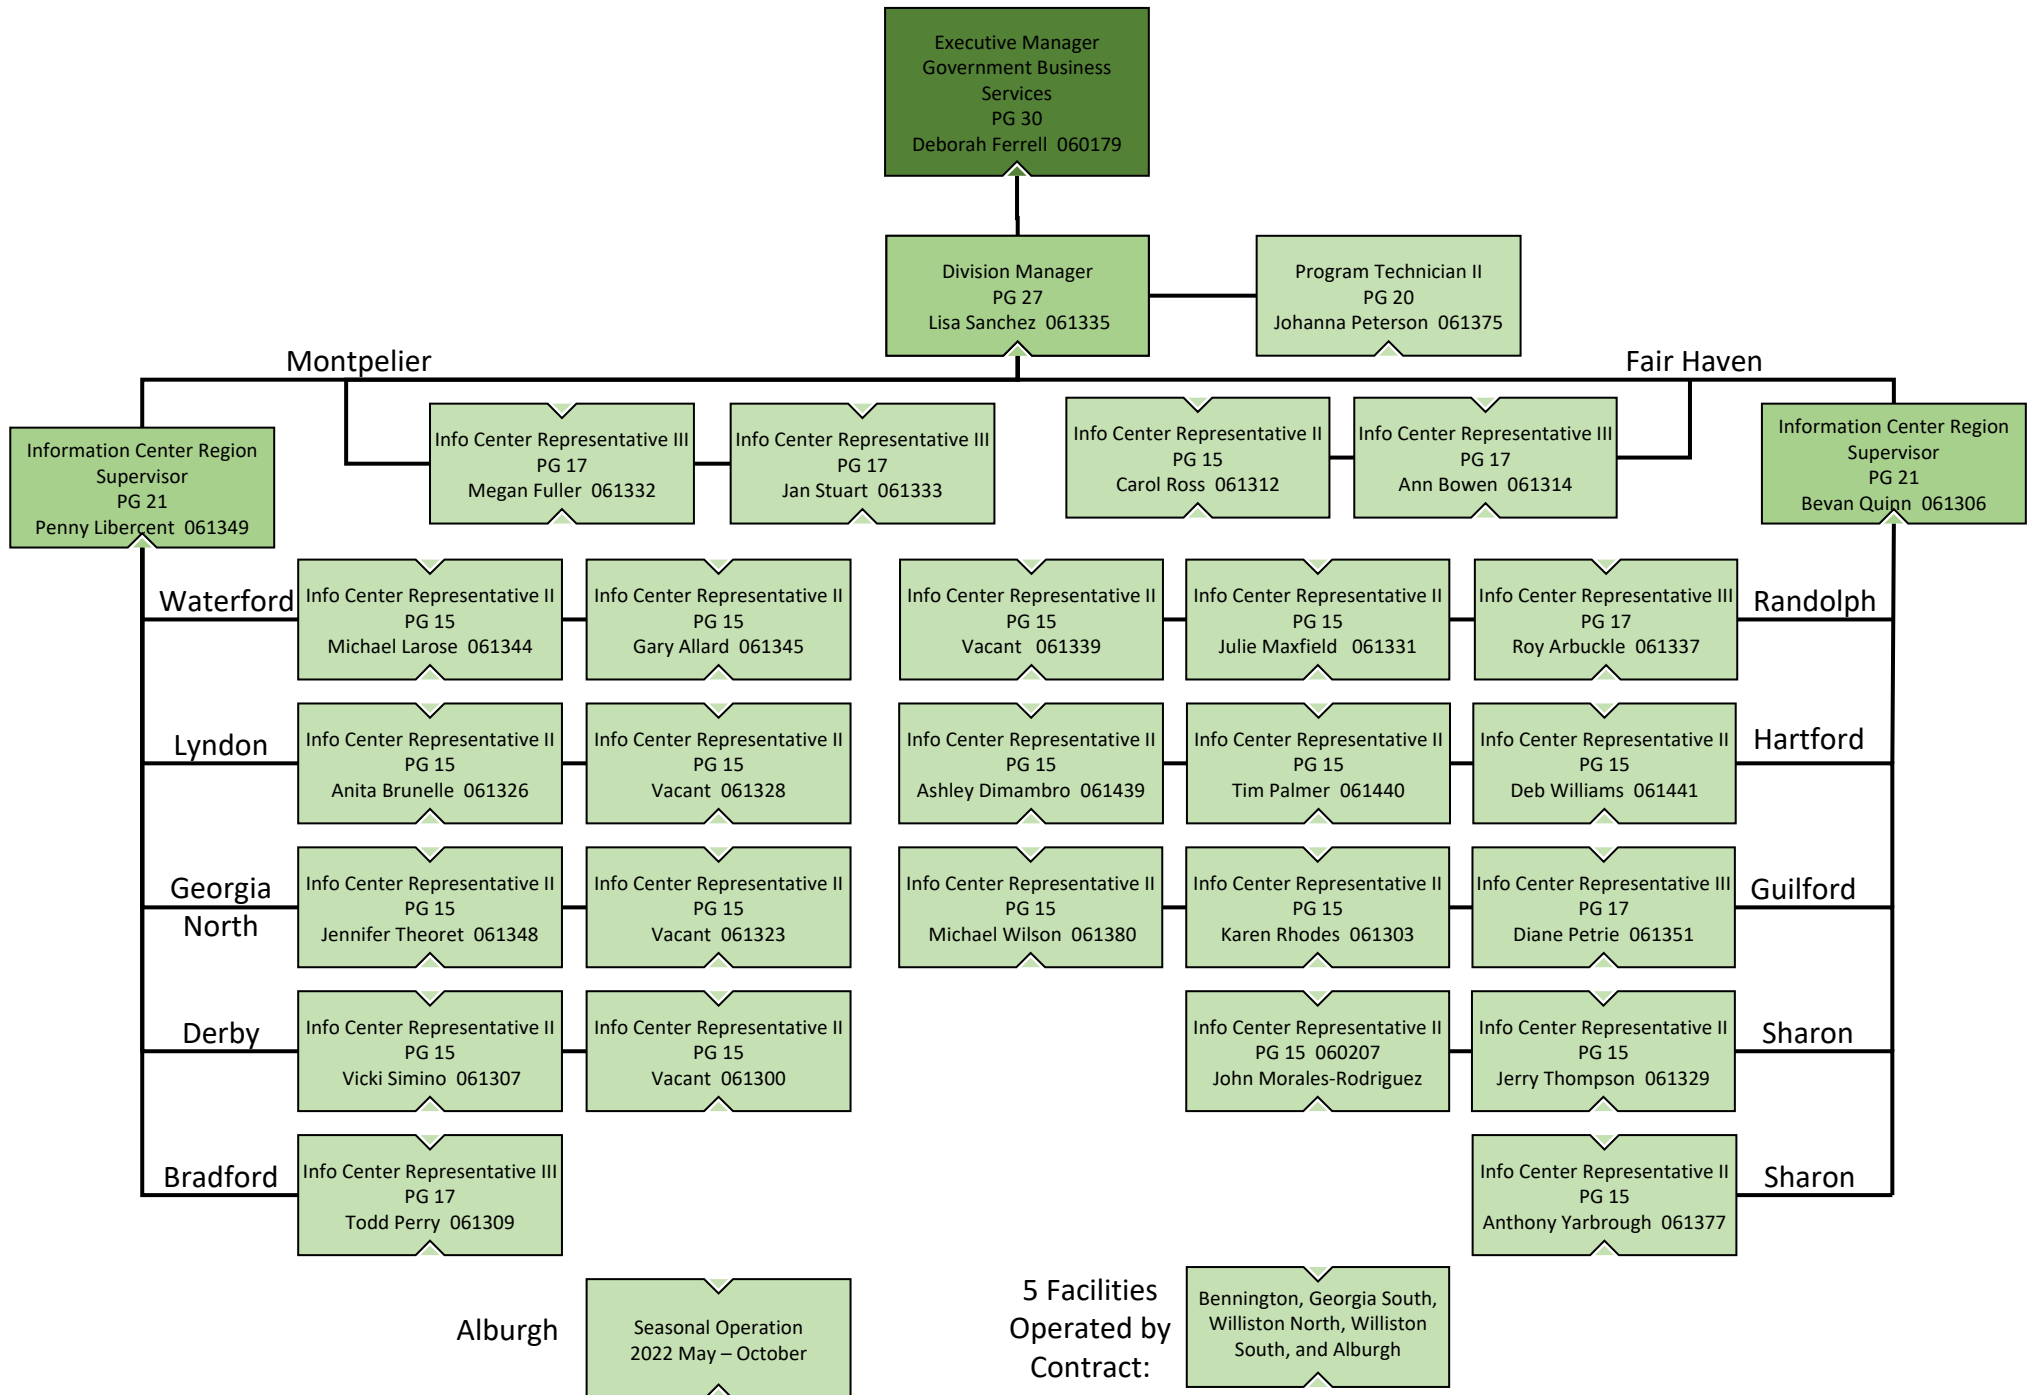 Executive Manager
Government Business
Services
PG 30
Deborah Ferrell 060179
Division Manager
PG 27
Lisa Sanchez 061335
Program Technician II
PG 20
Johanna Peterson 061375
Montpelier
Fair Haven
Information Center Region
Supervisor
PG 21
Penny Libercent 061349
Info Center Representative III
PG 17
Megan Fuller 061332
Info Center Representative III
PG 17
Jan Stuart 061333
Info Center Representative II
PG 15
Carol Ross 061312
Info Center Representative III
PG 17
Ann Bowen 061314
Information Center Region
Supervisor
PG 21
Bevan Quinn 061306
Waterford
Info Center Representative II
PG 15
Michael Larose 061344
Info Center Representative II
PG 15
Gary Allard 061345
Info Center Representative II
PG 15
Vacant 061339
Info Center Representative II
PG 15
Julie Maxfield 061331
Info Center Representative III
PG 17
Roy Arbuckle 061337
Randolph
Lyndon
Info Center Representative II
PG 15
Anita Brunelle 061326
Info Center Representative II
PG 15
Vacant 061328
Info Center Representative II
PG 15
Ashley Dimambro 061439
Info Center Representative II
PG 15
Tim Palmer 061440
Info Center Representative II
PG 15
Deb Williams 061441
Hartford
Georgia
North
Info Center Representative II
PG 15
Jennifer Theoret 061348
Info Center Representative II
PG 15
Vacant 061323
Info Center Representative II
PG 15
Michael Wilson 061380
Info Center Representative II
PG 15
Karen Rhodes 061303
Info Center Representative III
PG 17
Diane Petrie 061351
Guilford
Derby
Info Center Representative II
PG 15
Vicki Simino 061307
Info Center Representative II
PG 15
Vacant 061300
Info Center Representative II
PG 15 060207
John Morales-Rodriguez
Info Center Representative II
PG 15
Jerry Thompson 061329
Sharon
Bradford
Info Center Representative III
PG 17
Todd Perry 061309
Info Center Representative II
PG 15
Anthony Yarbrough 061377
Sharon
Alburgh
Seasonal Operation
2022 May – October
5 Facilities
Operated by
Contract:
Bennington, Georgia South,
Williston North, Williston
South, and Alburgh